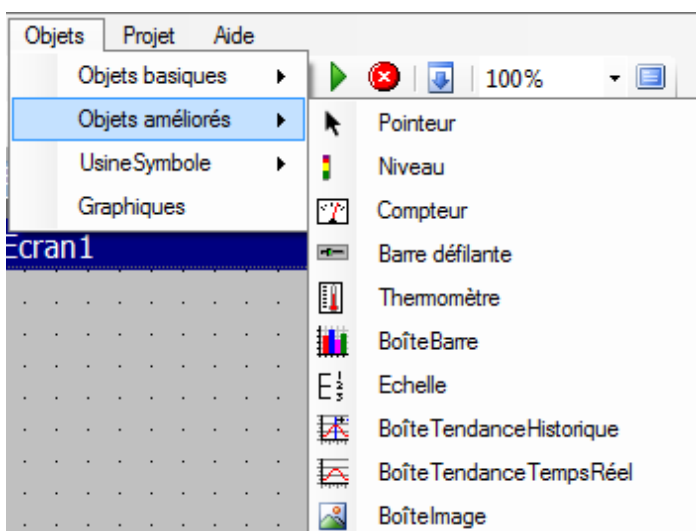 Objets Projet Aide
Objets basiques
100%
Objets améliorés
Pointeur
UsineSymbole
Niveau
Graphiques
Compteur
Ecran1
Barre défilante
Thermomètre
BoîteBarre
Echelle
BoîteTendanceHistorique
BoîteTendanceTempsRéel
BoîteImage